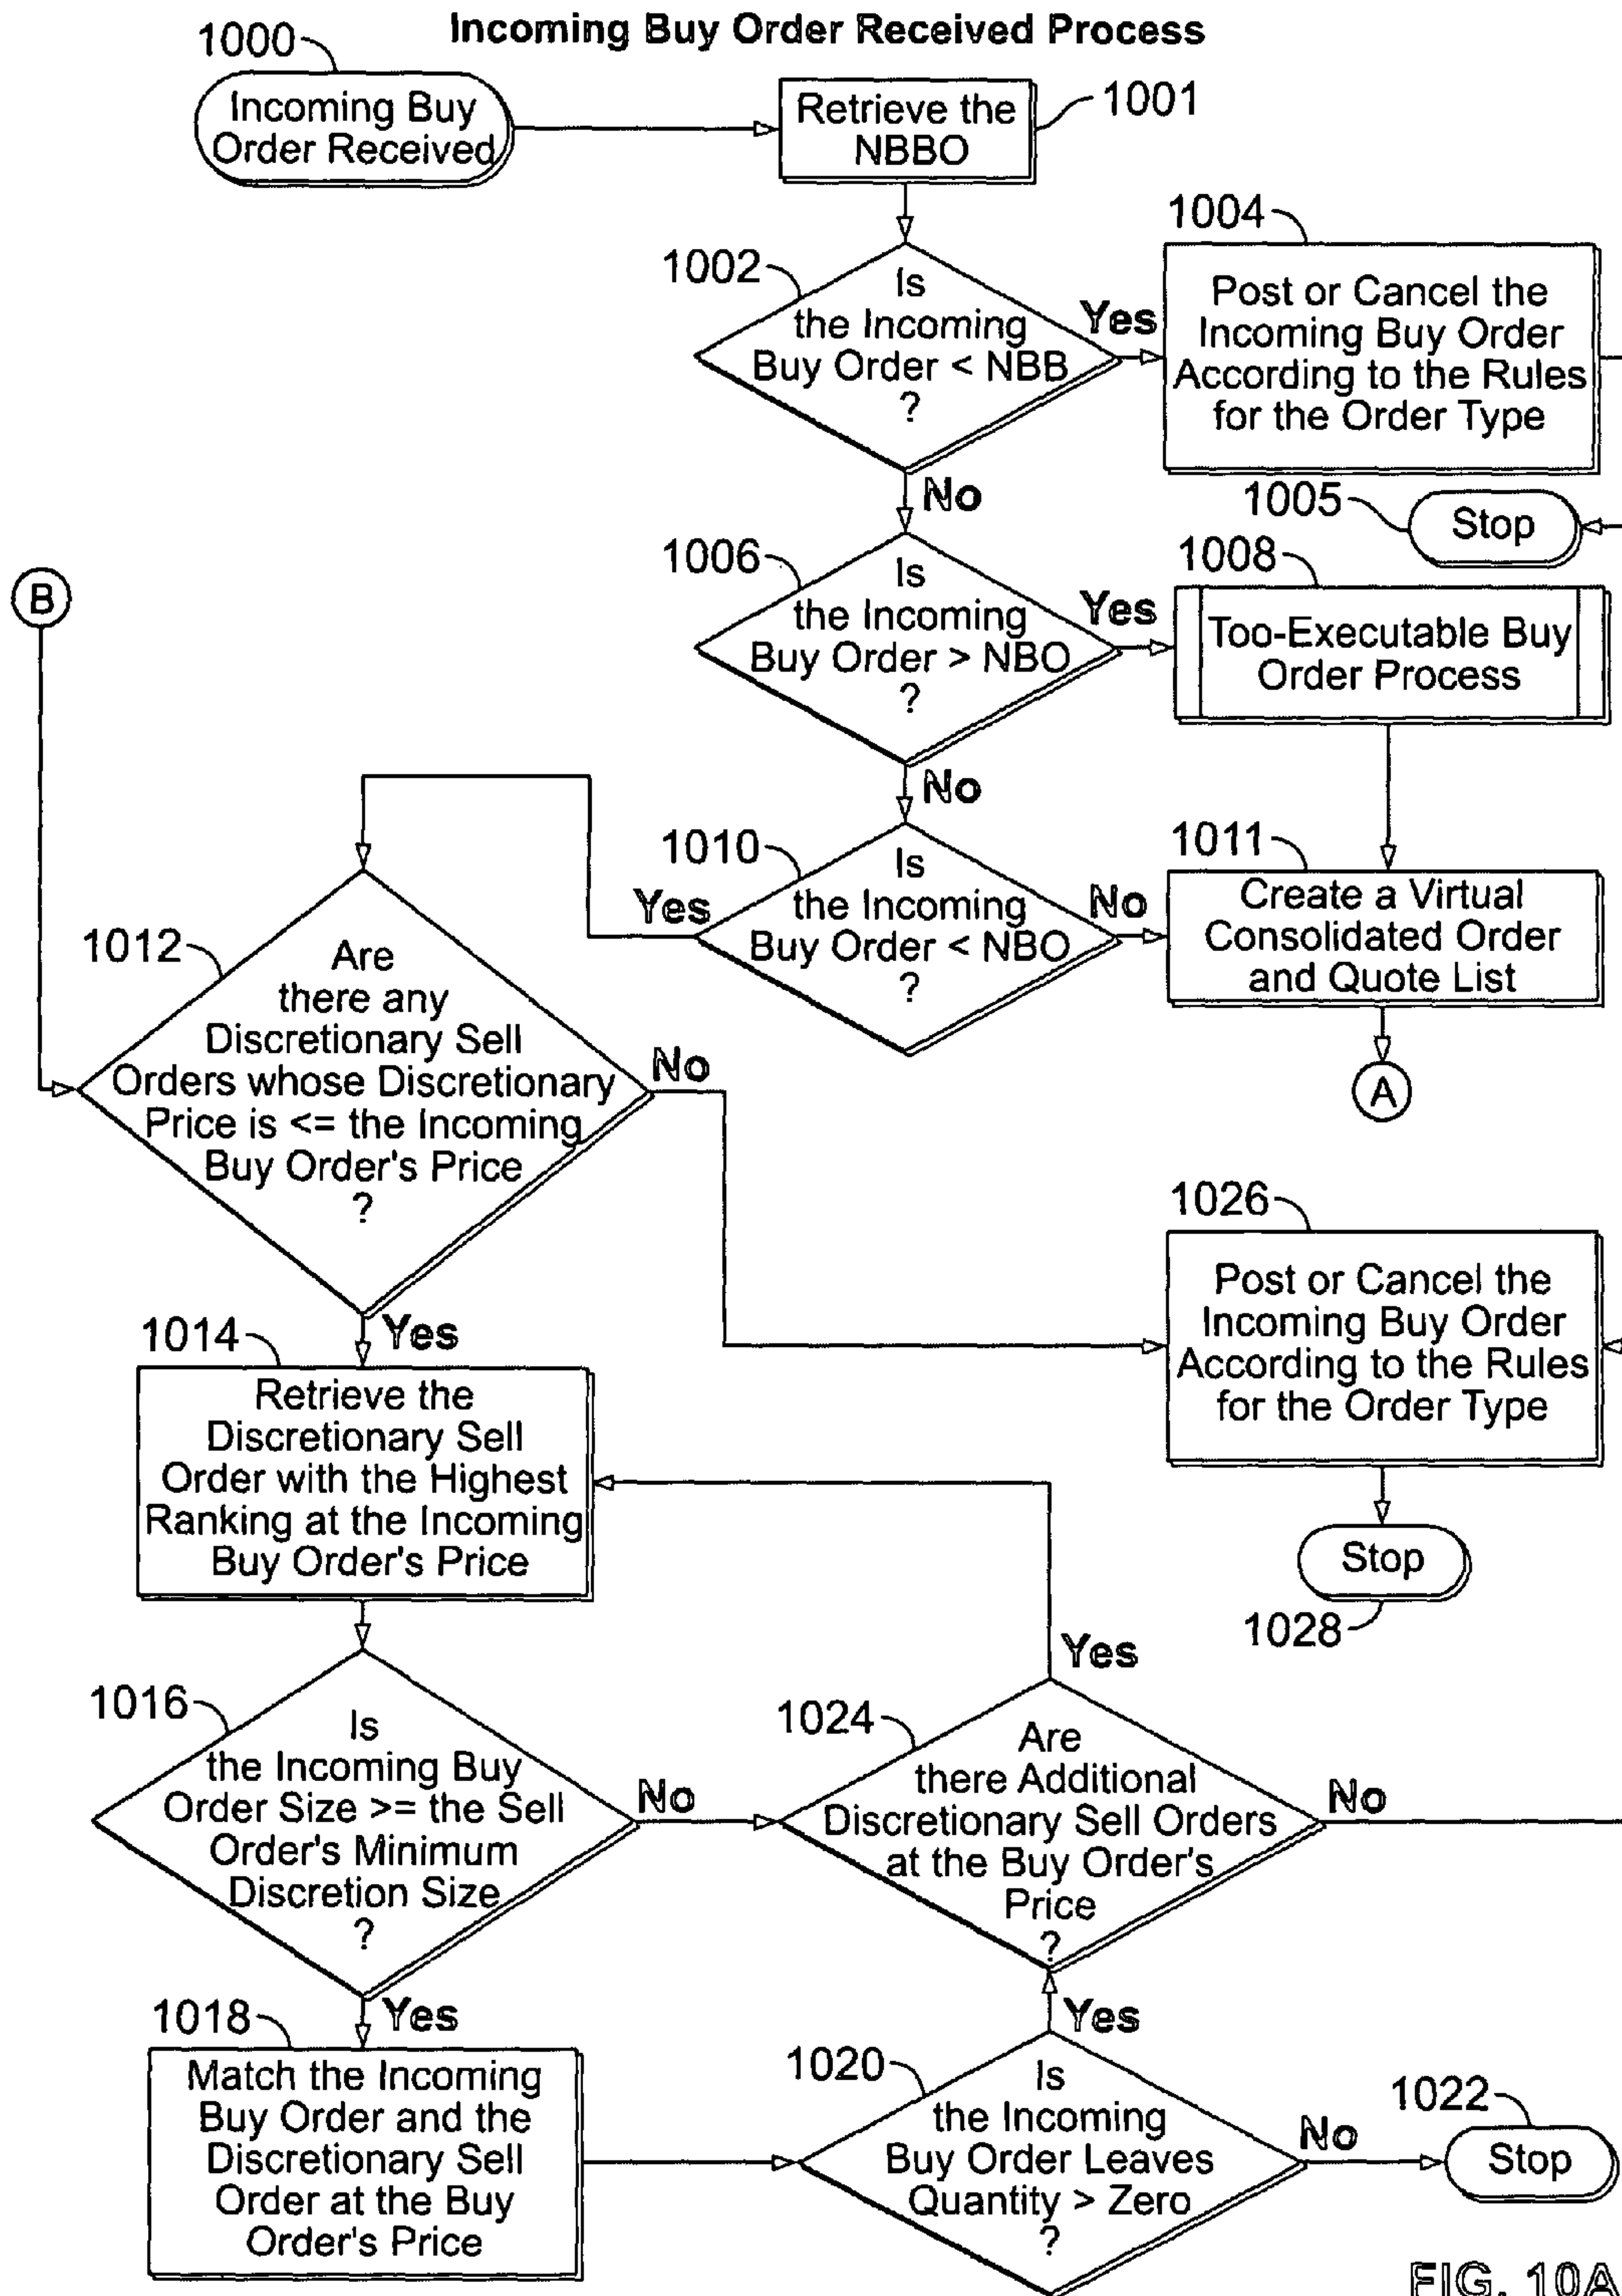 Incoming Buy Order Received Process
1000
Incoming Buy
Order Received
Retrieve the
NBBO
1001
1002
Is
the Incoming
Buy Order < NBB
?
Yes
No
1004
Post or Cancel the
Incoming Buy Order
According to the Rules
for the Order Type
1005
Stop
1006
Is
the Incoming
Buy Order > NBO
?
Yes
No
1008
Too-Executable Buy
Order Process
B
1010
Is
the Incoming
Buy Order < NBO
?
Yes
No
1011
Create a Virtual
Consolidated Order
and Quote List
A
1012
Are
there any
Discretionary Sell
Orders whose Discretionary
Price is <= the Incoming
Buy Order's Price
?
No
Yes
1026
Post or Cancel the
Incoming Buy Order
According to the Rules
for the Order Type
Stop
1028
1014
Retrieve the
Discretionary Sell
Order with the Highest
Ranking at the Incoming
Buy Order's Price
1016
Is
the Incoming Buy
Order Size >= the Sell
Order's Minimum
Discretion Size
?
No
Yes
1024
Are
there Additional
Discretionary Sell Orders
at the Buy Order's
Price
?
Yes
No
1018
Match the Incoming
Buy Order and the
Discretionary Sell
Order at the Buy
Order's Price
1020
Is
the Incoming
Buy Order Leaves
Quantity > Zero
?
Yes
No
1022
Stop
FIG. 10A